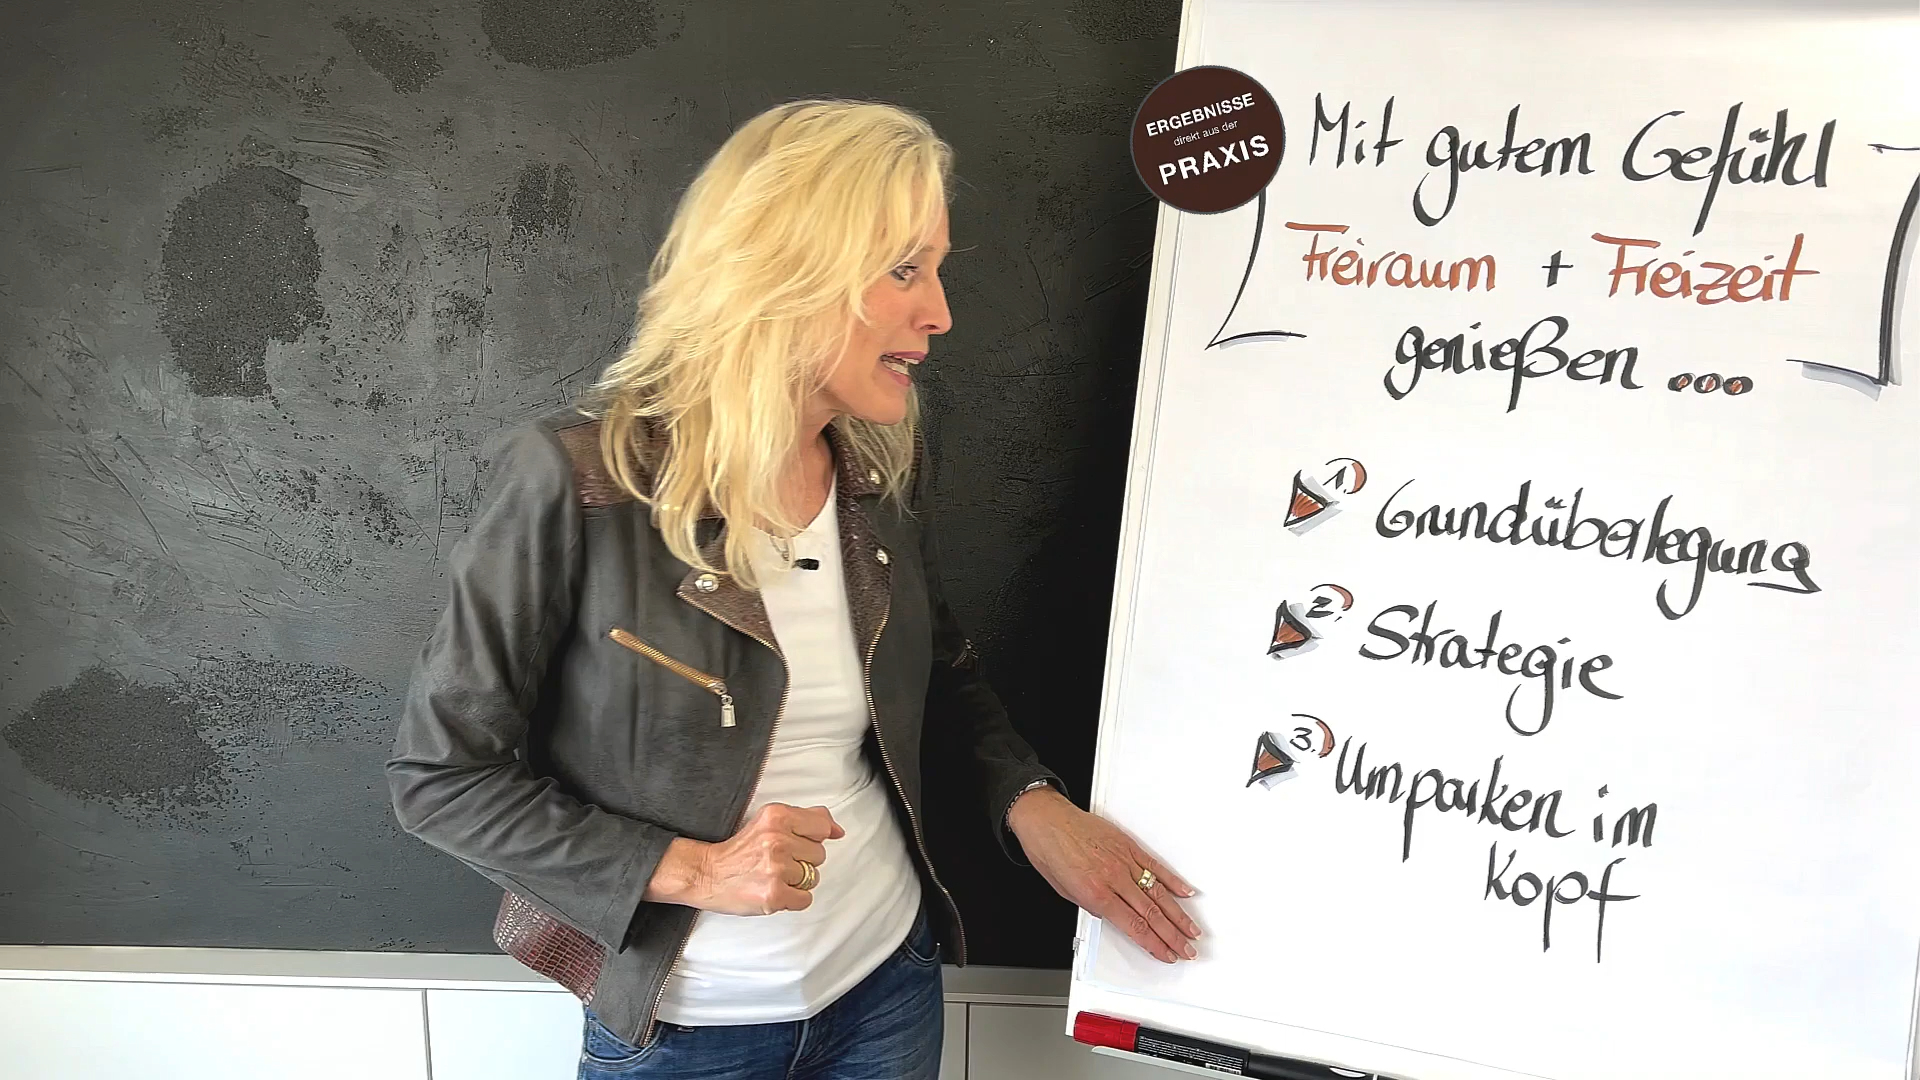 ERGEBNISSE
direkt aus der
PRAXIS
Mit gutem Gefühl
Freiraum + Freizeit
genießen ...
1.) Grundüberlegung
2.) Strategie
3.) Umparken im
Kopf